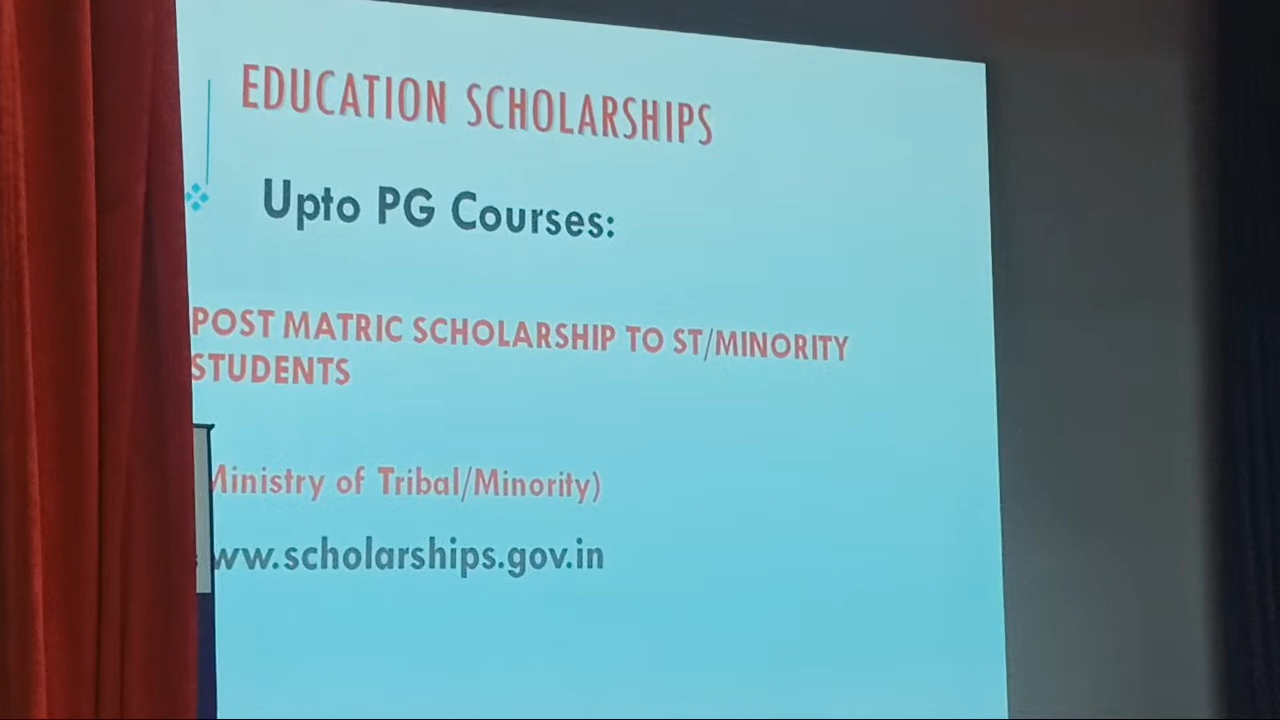 EDUCATION SCHOLARSHIPS
Upto PG Courses:
POST MATRIC SCHOLARSHIP TO ST/MINORITY
STUDENTS
Ministry of Tribal/Minority)
ww.scholarships.gov.in